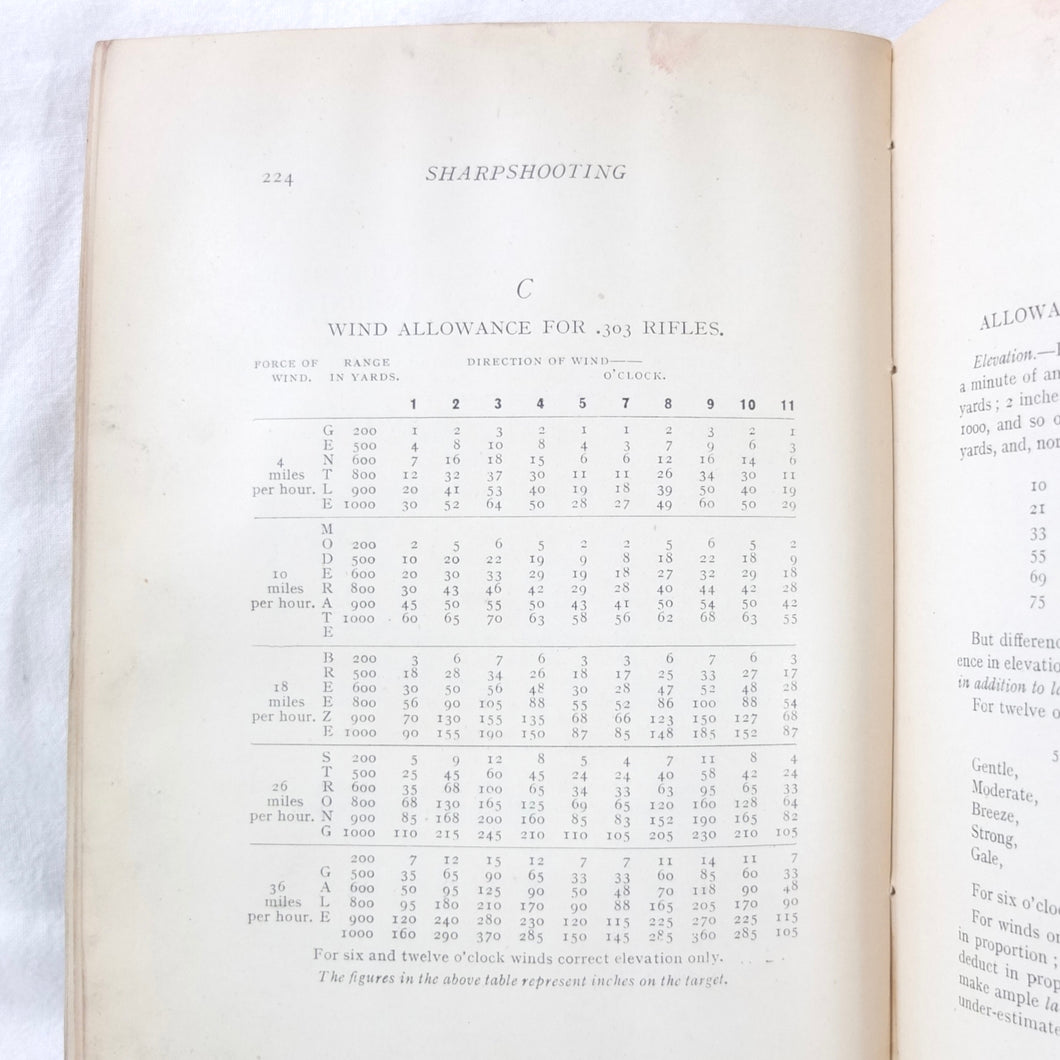 224 SHARPSHOOTING
C
WIND ALLOWANCE FOR .303 RIFLES.
FORCE OF RANGE DIRECTION OF WIND——
WIND. IN YARDS. O'CLOCK.
1 2 3 4 5 7 8 9 10 11
G 200 1 2 3 2 1 1 2 3 2 1
E 500 4 8 10 8 4 3 7 9 6 3
4 N 600 7 16 18 15 6 6 12 16 14 6
miles T 800 12 32 37 30 11 11 26 34 30 11
per hour. L 900 20 41 53 40 19 18 39 50 40 19
E 1000 30 52 64 50 28 27 49 60 50 29
M
O 200 2 5 6 5 2 2 5 6 5 2
D 500 10 20 22 19 9 8 18 22 18 9
10 E 600 20 30 33 29 19 18 27 32 29 18
miles R 800 30 43 46 42 29 28 40 44 42 28
per hour. A 900 45 50 55 50 43 41 50 54 50 42
T 1000 60 65 70 63 58 56 62 68 63 55
E
B 200 3 6 7 6 3 3 6 7 6 3
R 500 18 28 34 26 18 17 25 33 27 17
18 E 600 30 50 56 48 30 28 47 52 48 28
miles E 800 56 90 105 88 55 52 86 100 88 54
per hour. Z 900 70 130 155 135 68 66 123 150 127 68
E 1000 90 155 190 150 87 85 148 185 152 87
S 200 5 9 12 8 5 4 7 11 8 4
T 500 25 45 60 45 24 24 40 58 42 24
26 R 600 35 68 100 65 34 33 63 95 65 33
miles O 800 68 130 165 125 69 65 120 160 128 64
per hour. N 900 85 168 200 160 85 83 152 190 165 82
G 1000 110 215 245 210 110 105 205 230 210 105
200 7 12 15 12 7 7 11 14 11 7
G 500 35 65 90 65 33 33 60 85 60 33
36 A 600 50 95 125 90 50 48 70 118 90 48
miles L 800 95 180 210 170 90 88 165 205 170 90
per hour. E 900 120 240 280 230 120 115 225 270 225 115
1000 160 290 370 285 150 145 285 360 285 105
For six and twelve o'clock winds correct elevation only.
The figures in the above table represent inches on the target.
ALLOWA
Elevation.—
a minute of an
yards; 2 inche
1000, and so o
yards, and, non
10
21
33
55
69
75
But differenc
ence in elevatio
in addition to la
For twelve o
5
Gentle,
Moderate,
Breeze,
Strong,
Gale,
For six o'clo
For winds on
in proportion;
deduct in prop
make ample la
under-estimate